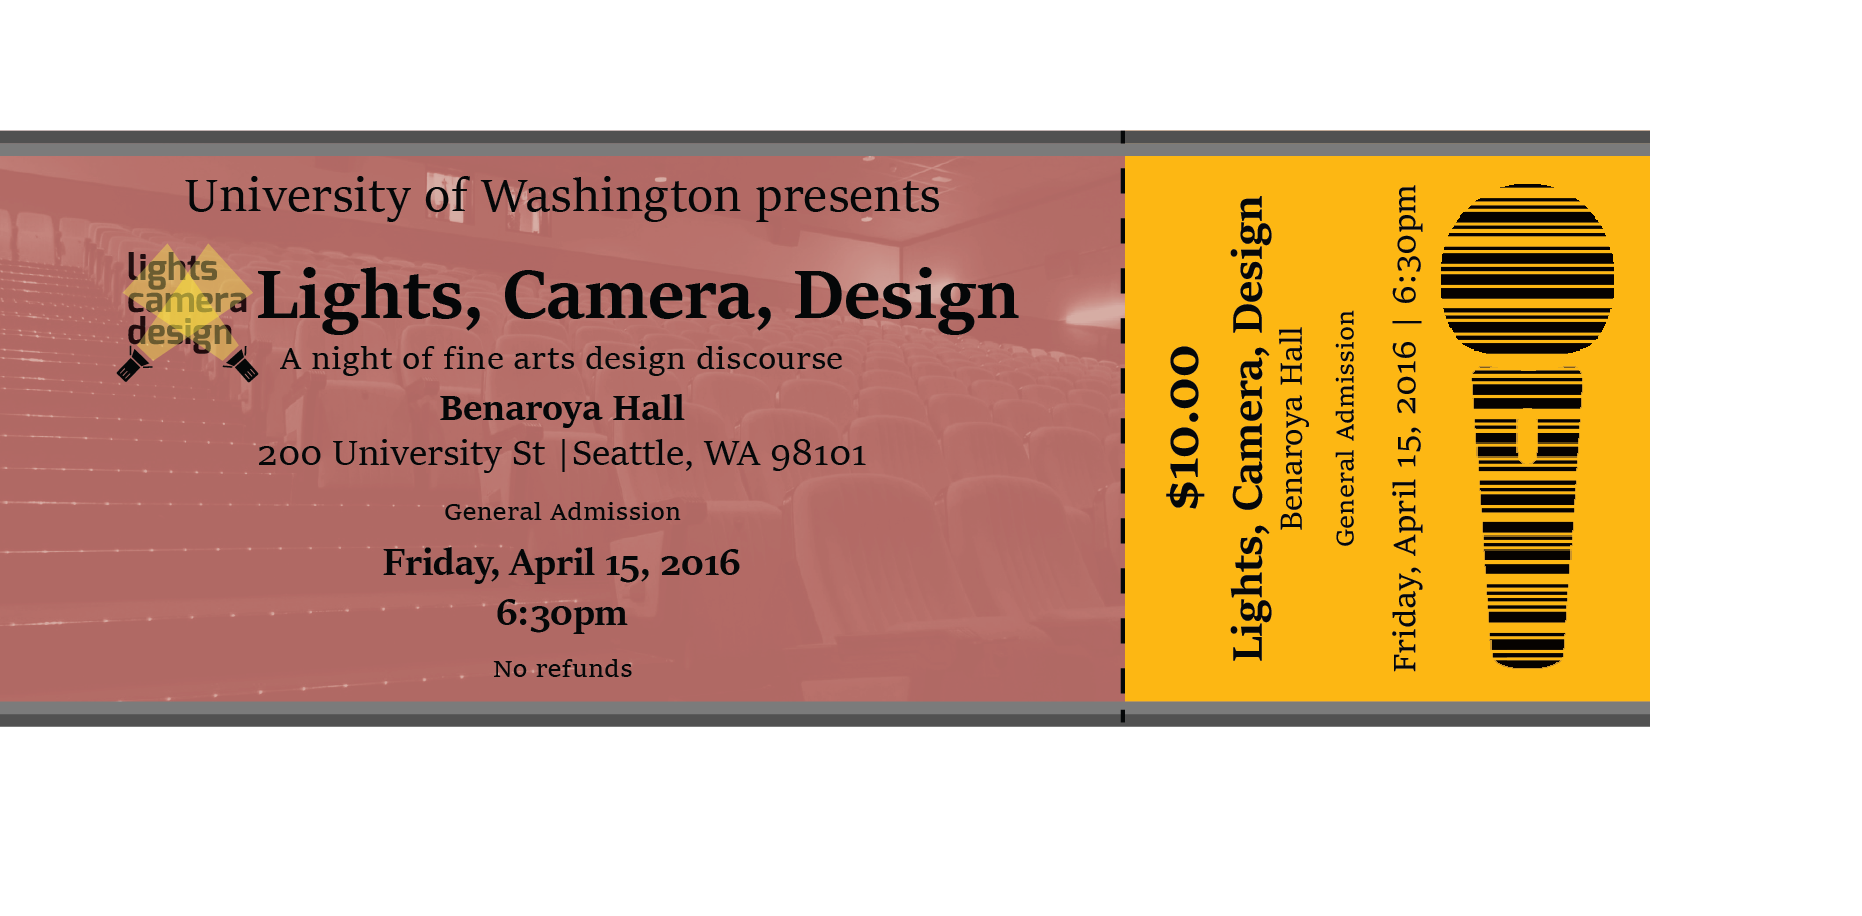 University of Washington presents
lights
camera
design
Lights, Camera, Design
A night of fine arts design discourse
Benaroya Hall
200 University St |Seattle, WA 98101
General Admission
Friday, April 15, 2016
6:30pm
No refunds
$10.00
Lights, Camera, Design
Benaroya Hall
General Admission
Friday, April 15, 2016 | 6:30pm